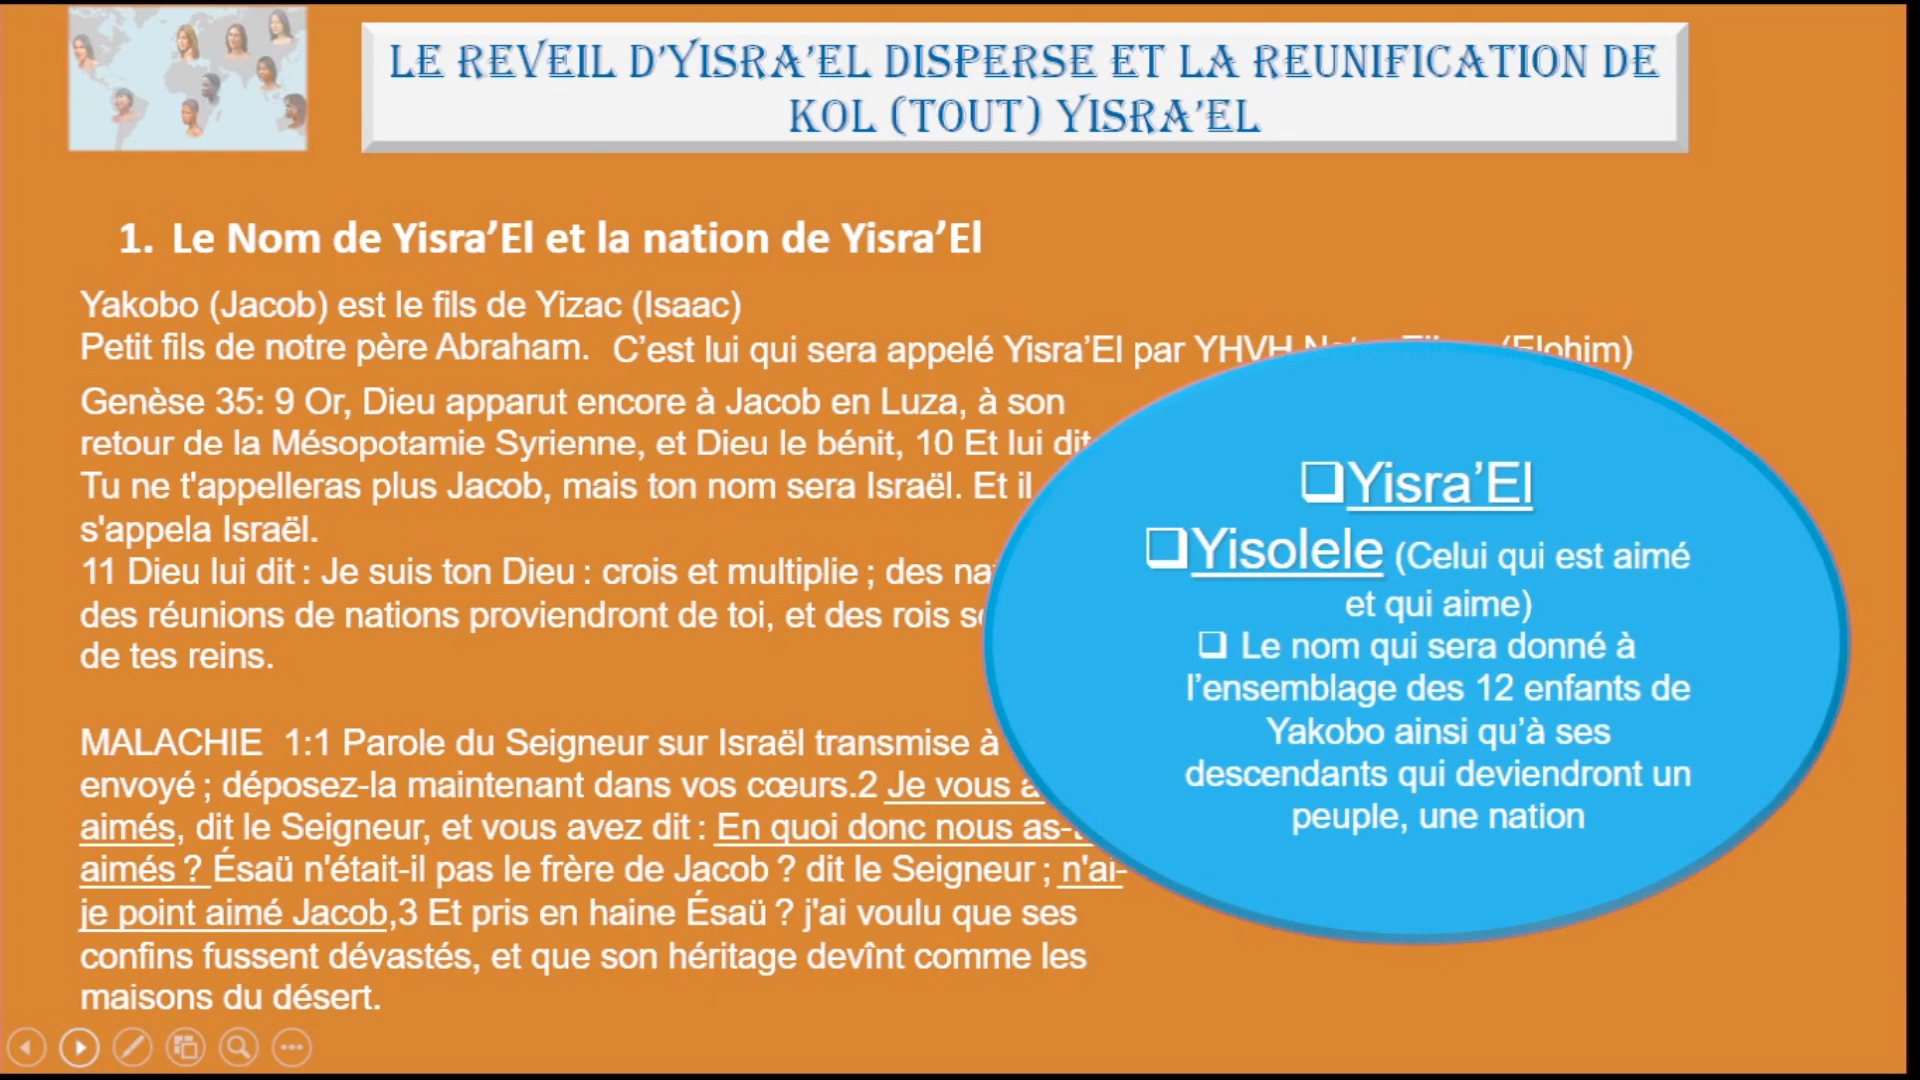 LE REVEIL D'YISRA'EL DISPERSE ET LA REUNIFICATION DE
KOL (TOUT) YISRA'EL
1. Le Nom de Yisra’El et la nation de Yisra’El
Yakobo (Jacob) est le fils de Yizac (Isaac)
Petit fils de notre père Abraham. C’est lui qui sera appelé Yisra’El par YHVH (Elohim)
Genèse 35: 9 Or, Dieu apparut encore à Jacob en Luza, à son
retour de la Mésopotamie Syrienne, et Dieu le bénit, 10 Et lui dit
Tu ne t'appelleras plus Jacob, mais ton nom sera Israël. Et il
s'appela Israël.
11 Dieu lui dit : Je suis ton Dieu : crois et multiplie ; des
des réunions de nations proviendront de toi, et des rois
de tes reins.
MALACHIE 1:1 Parole du Seigneur sur Israël transmise à
envoyé ; déposez-la maintenant dans vos cœurs.2 Je vous
aimés, dit le Seigneur, et vous avez dit : En quoi donc nous
aimés ? Ésaü n'était-il pas le frère de Jacob ? dit le Seigneur ; n'ai-
je point aimé Jacob,3 Et pris en haine Ésaü ? j'ai voulu que ses
confins fussent dévastés, et que son héritage devînt comme les
maisons du désert.
❑Yisra’El
❑Yisolele (Celui qui est aimé
et qui aime)
❑ Le nom qui sera donné à
l’ensemblage des 12 enfants de
Yakobo ainsi qu’à ses
descendants qui deviendront un
peuple, une nation